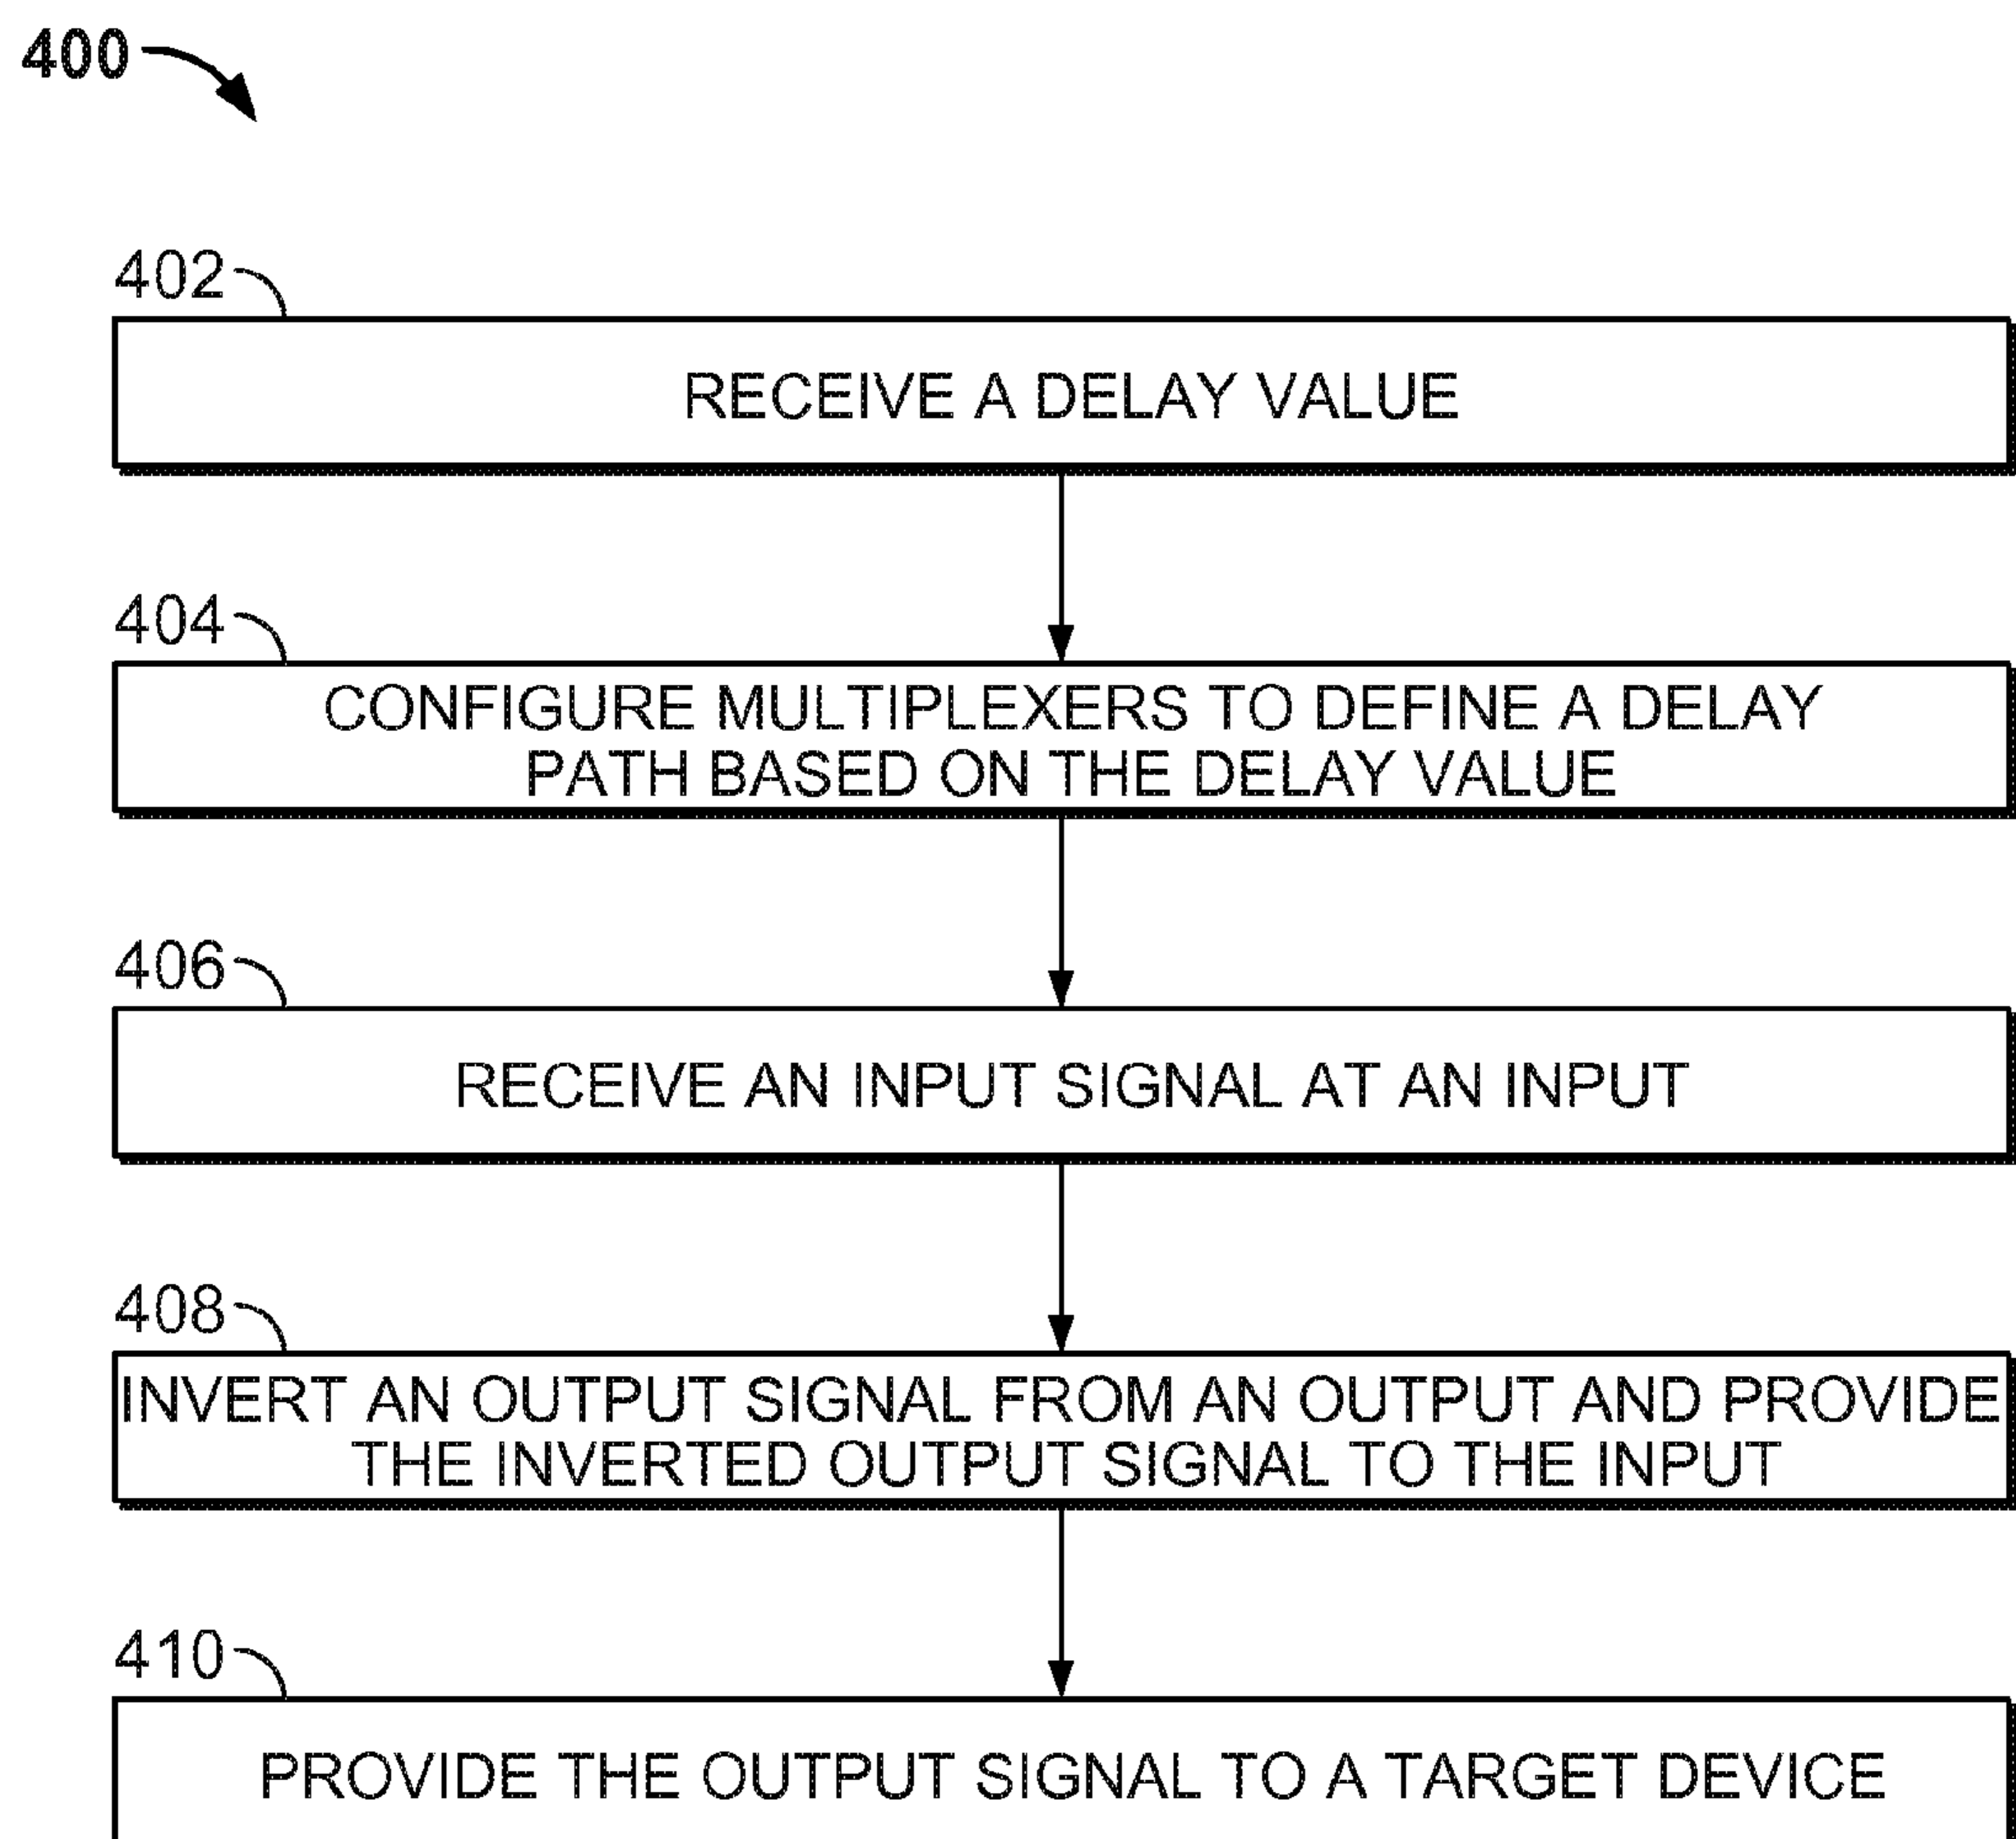 400
402
RECEIVE A DELAY VALUE
404
CONFIGURE MULTIPLEXERS TO DEFINE A DELAY
PATH BASED ON THE DELAY VALUE
406
RECEIVE AN INPUT SIGNAL AT AN INPUT
408
INVERT AN OUTPUT SIGNAL FROM AN OUTPUT AND PROVIDE
THE INVERTED OUTPUT SIGNAL TO THE INPUT
410
PROVIDE THE OUTPUT SIGNAL TO A TARGET DEVICE